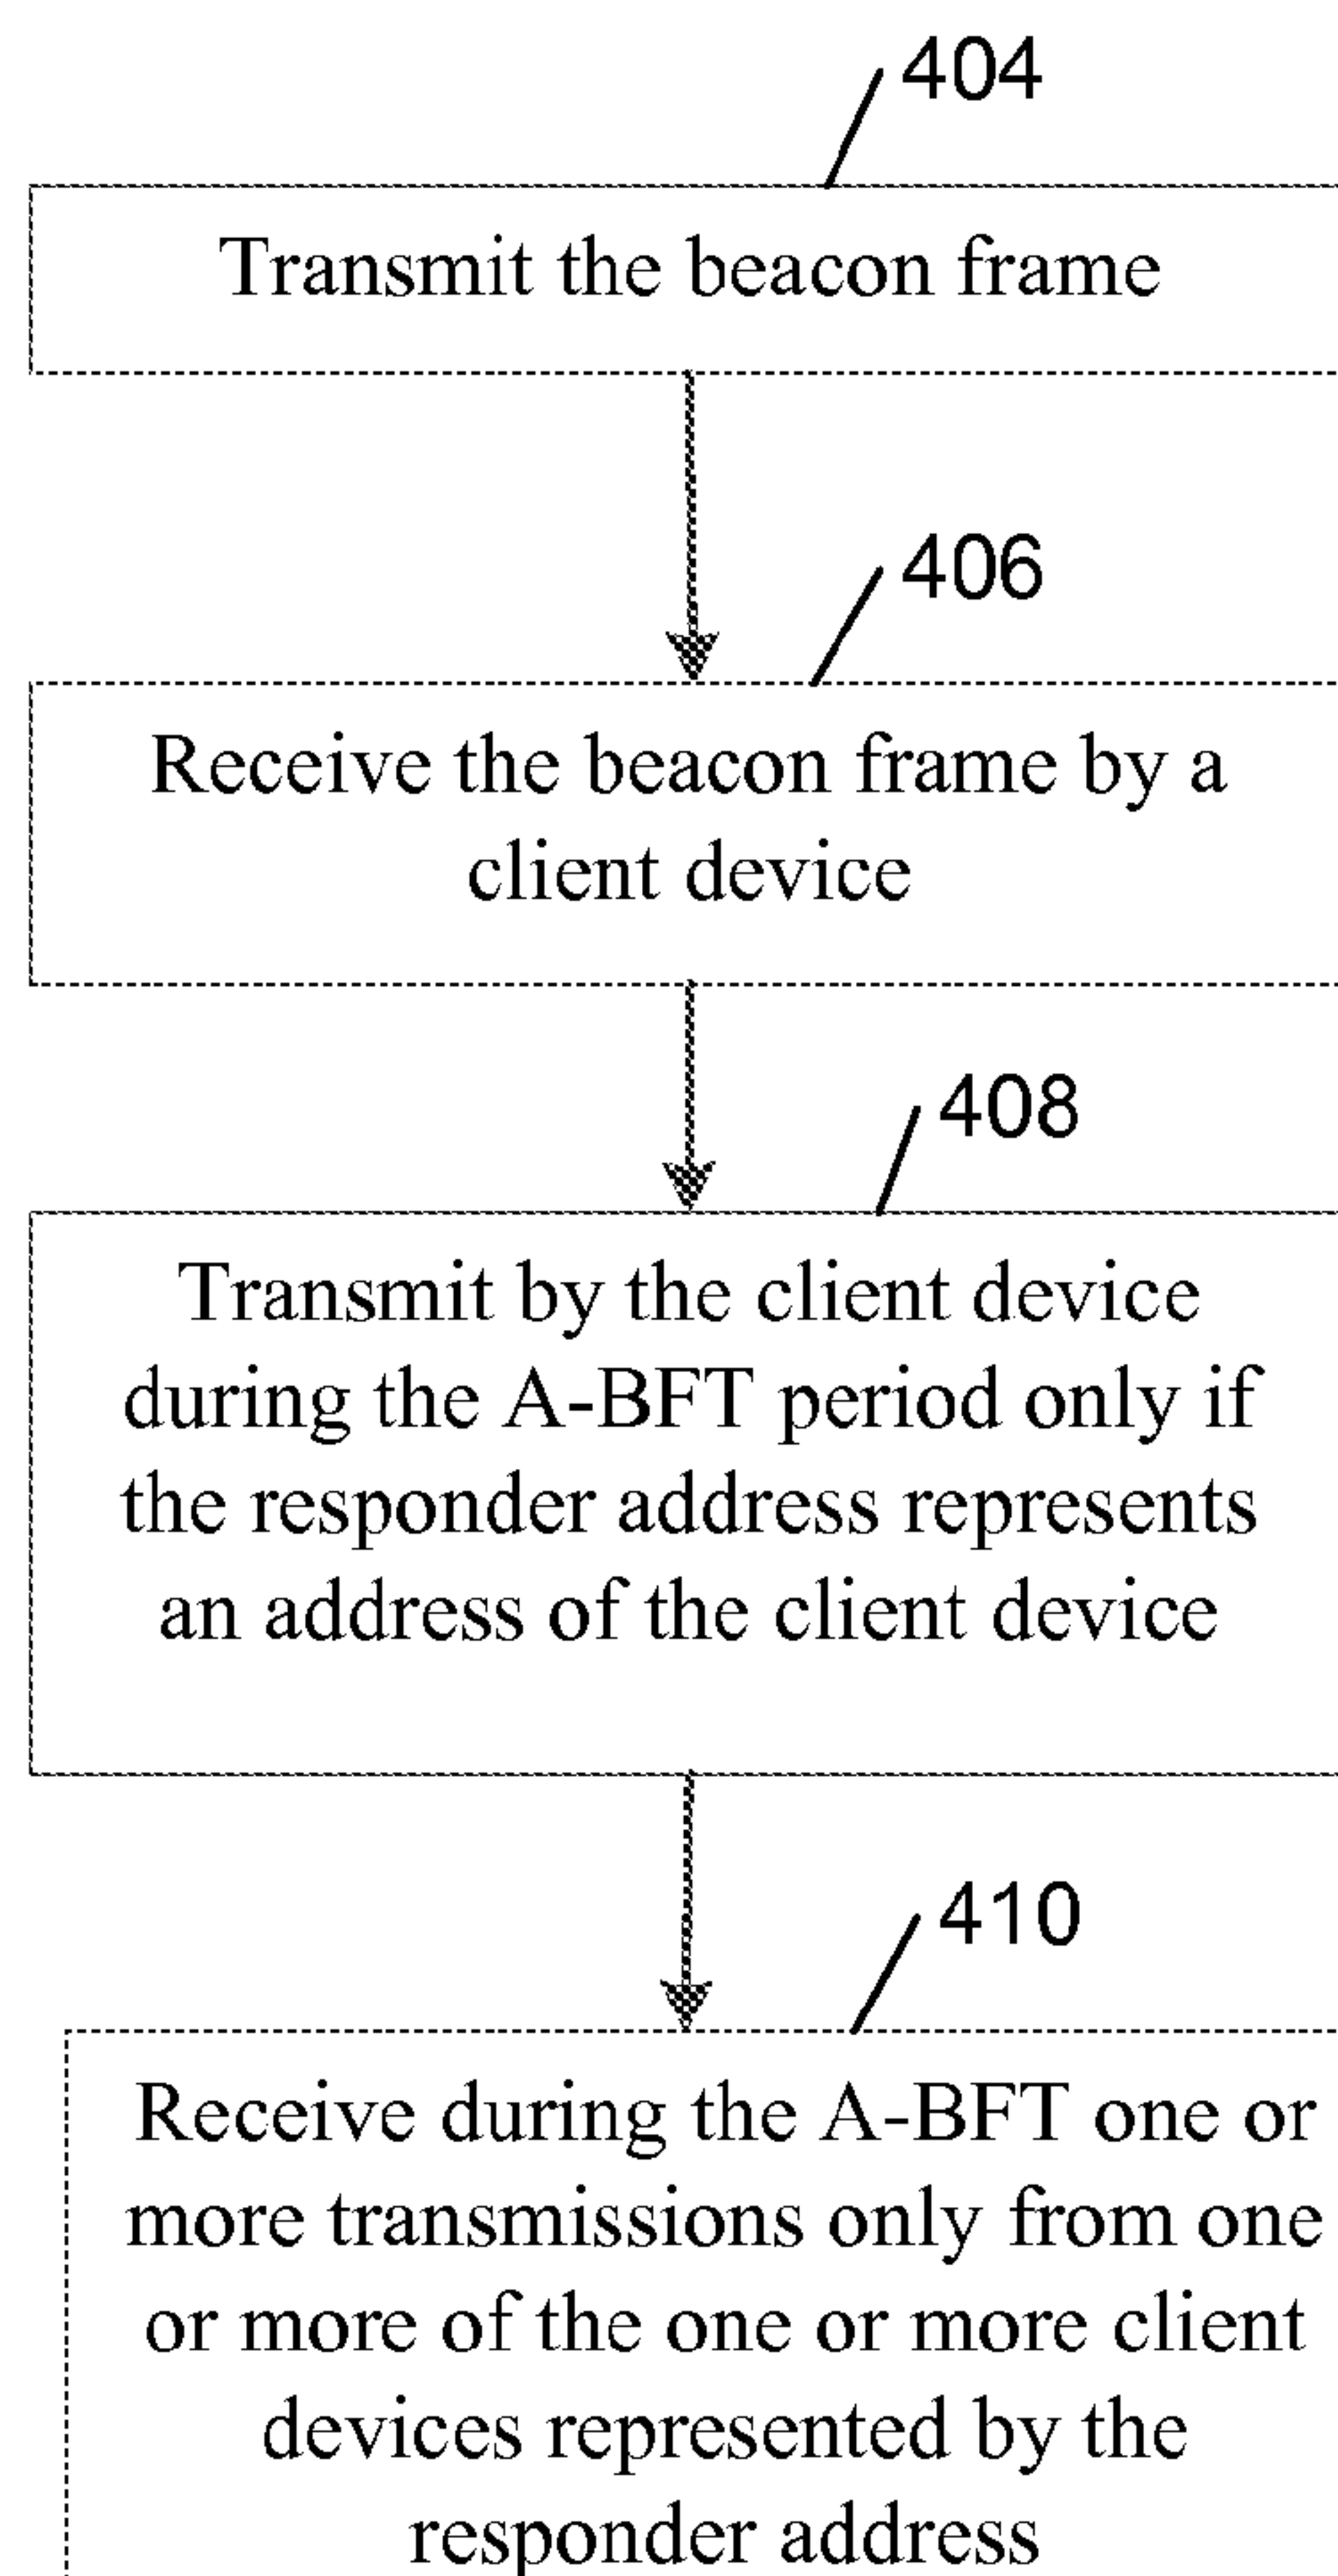 404
Transmit the beacon frame
406
Receive the beacon frame by a
client device
408
Transmit by the client device
during the A-BFT period only if
the responder address represents
an address of the client device
410
Receive during the A-BFT one or
more transmissions only from one
or more of the one or more client
devices represented by the
responder address